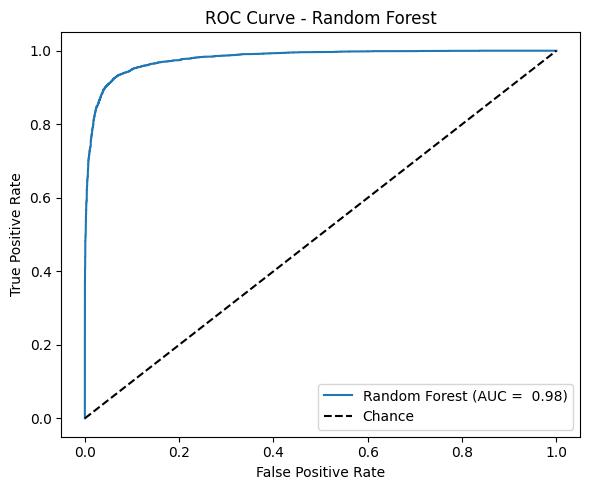 ROC Curve - Random Forest
1.0
0.8
0.6
0.4
0.2
0.0
True Positive Rate
0.0 0.2 0.4 0.6 0.8 1.0
False Positive Rate
Random Forest (AUC =  0.98)
Chance